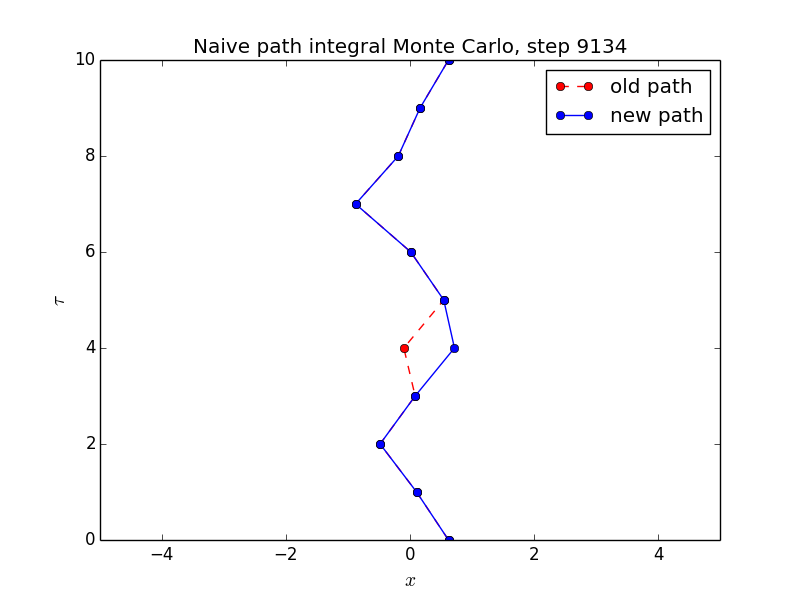 Naive path integral Monte Carlo, step 9134
10
8
6
4
2
0
τ
old path
new path
−4 −2 0 2 4
x